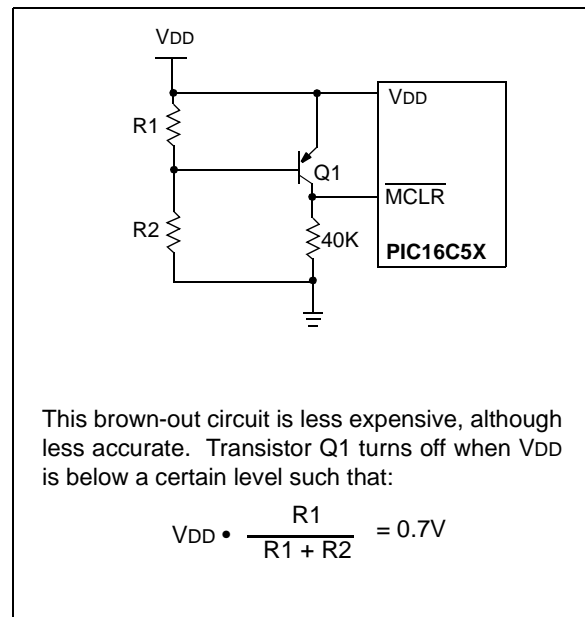 VDD
VDD
R1
Q1
MCLR
R2
40K
PIC16C5X
This brown-out circuit is less expensive, although
less accurate. Transistor Q1 turns off when VDD
is below a certain level such that:
VDD • R1 / R1 + R2 = 0.7V